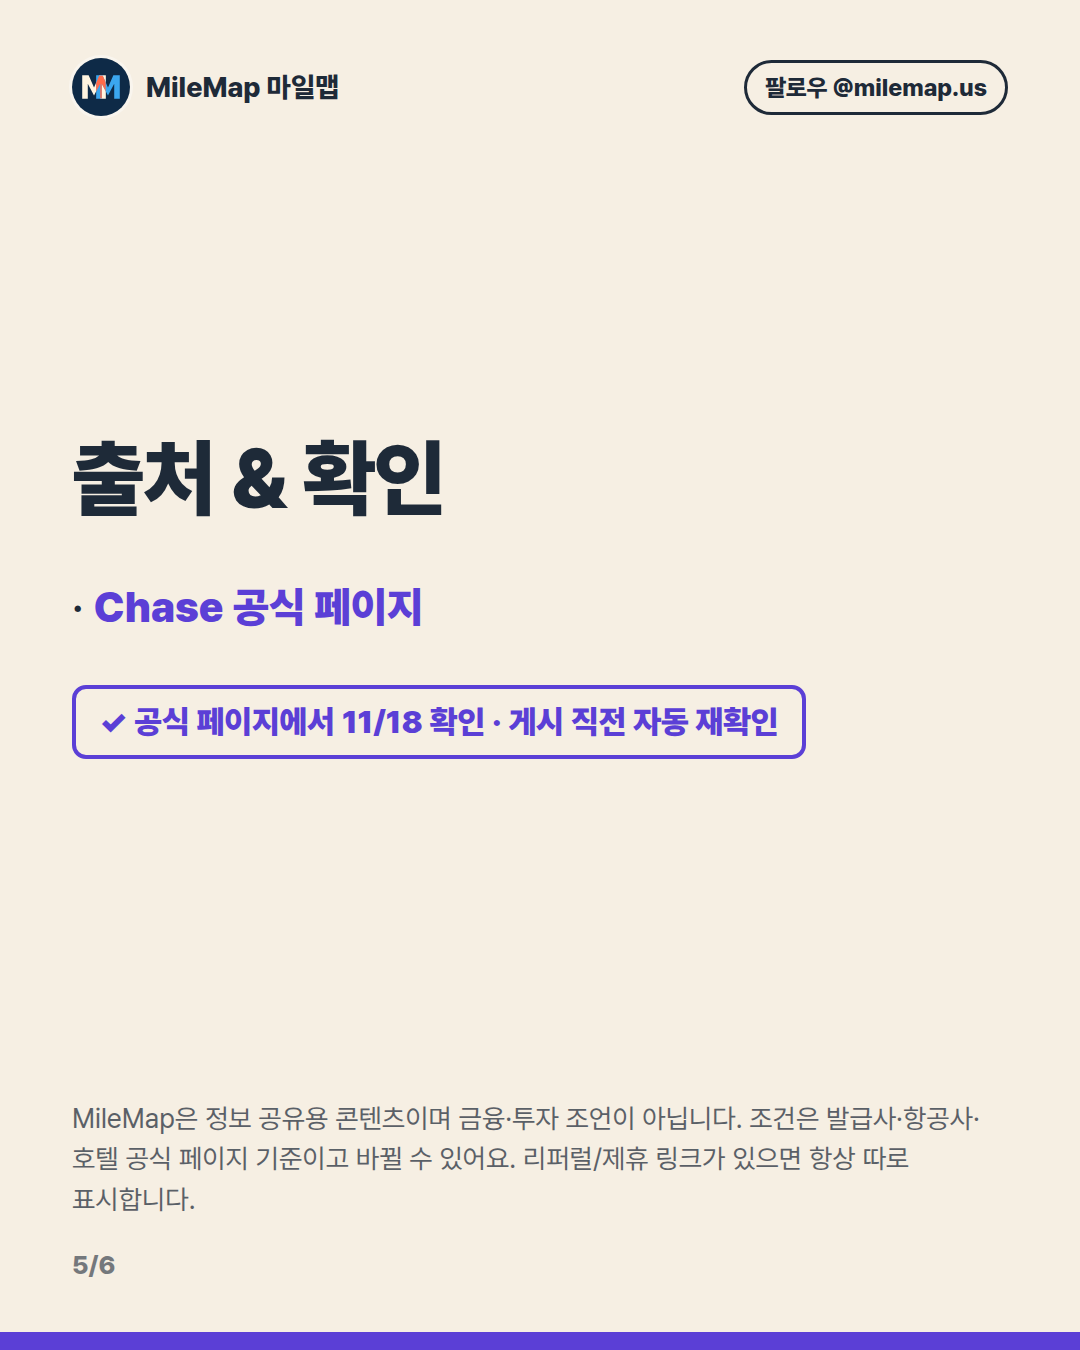 MM MileMap 마일맵
팔로우 @milemap.us
출처 & 확인
· Chase 공식 페이지
✓ 공식 페이지에서 11/18 확인 · 게시 직전 자동 재확인
MileMap은 정보 공유용 콘텐츠이며 금융·투자 조언이 아닙니다. 조건은 발급사·항공사·
호텔 공식 페이지 기준이고 바뀔 수 있어요. 리퍼럴/제휴 링크가 있으면 항상 따로
표시합니다.
5/6